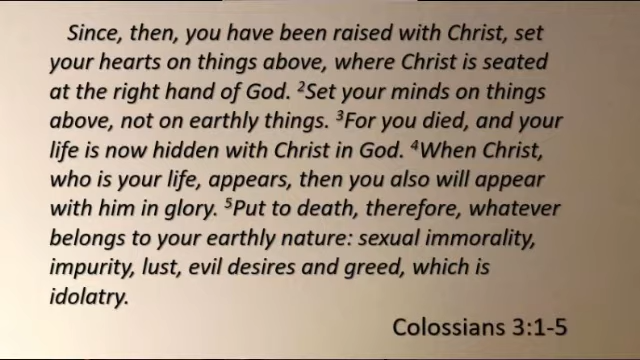 Since, then, you have been raised with Christ, set
your hearts on things above, where Christ is seated
at the right hand of God. ²Set your minds on things
above, not on earthly things. ³For you died, and your
life is now hidden with Christ in God. ⁴When Christ,
who is your life, appears, then you also will appear
with him in glory. ⁵Put to death, therefore, whatever
belongs to your earthly nature: sexual immorality,
impurity, lust, evil desires and greed, which is
idolatry.
Colossians 3:1-5